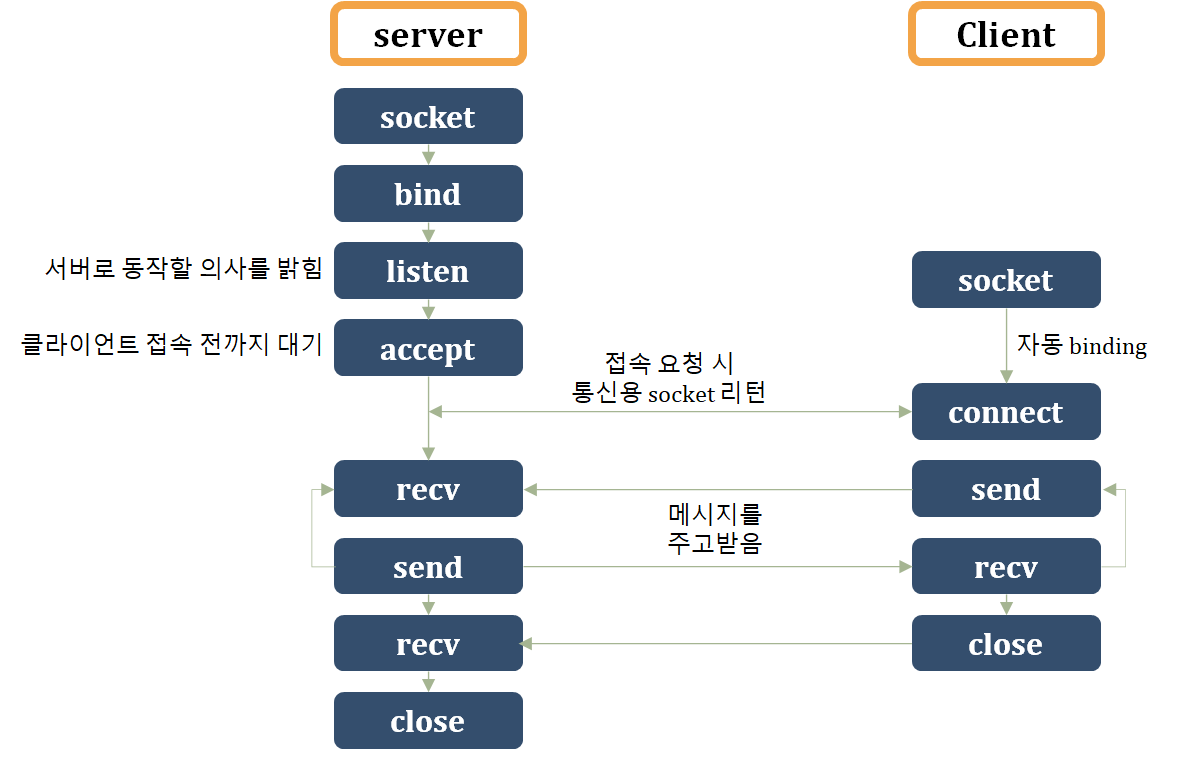 server
Client
socket
bind
서버로 동작할 의사를 밝힘
listen
socket
클라이언트 접속 전까지 대기
accept
자동 binding
접속 요청 시
통신용 socket 리턴
connect
recv
send
메시지를
주고받음
send
recv
recv
close
close